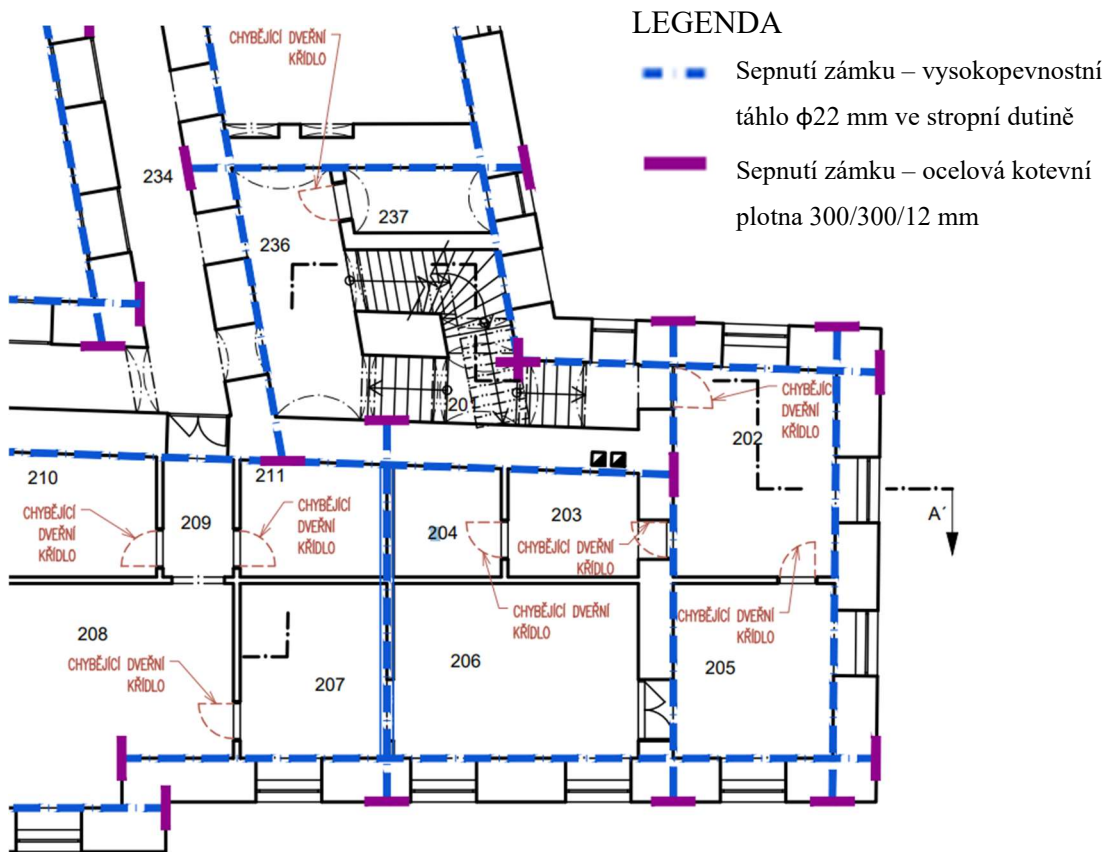 LEGENDA
Sepnutí zámku – vysokopevnostní
táhlo ϕ22 mm ve stropní dutině
Sepnutí zámku – ocelová kotevní
plotna 300/300/12 mm
CHYBĚJÍCÍ DVEŘNÍ
KŘÍDLO
234
237
236
20
CHYBĚJÍC
DVEŘNÍ
KŘÍDLO
202
210
211
CHYBĚJÍCÍ
DVEŘNÍ
KŘÍDLO
209
CHYBĚJÍCÍ
DVEŘNÍ
KŘÍDLO
204
203
CHYBĚJÍCÍ DVEŘNÍ
KŘÍDLO
A´
CHYBĚJÍCÍ DVEŘNÍ
KŘÍDLO
CHYBĚJÍCÍ DVEŘNÍ
KŘÍDLO
208
CHYBĚJÍCÍ DVEŘNÍ
KŘÍDLO
207
206
205